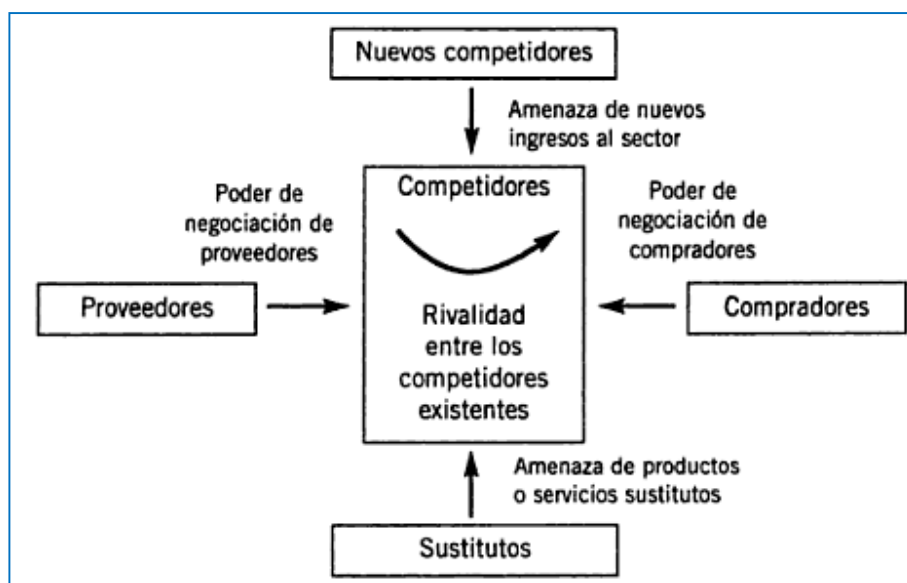 Nuevos competidores
Amenaza de nuevos
ingresos al sector
Poder de
negociación de
proveedores
Competidores
Poder de
negociación de
compradores
Proveedores
Rivalidad
entre los
competidores
existentes
Compradores
Amenaza de productos
o servicios sustitutos
Sustitutos